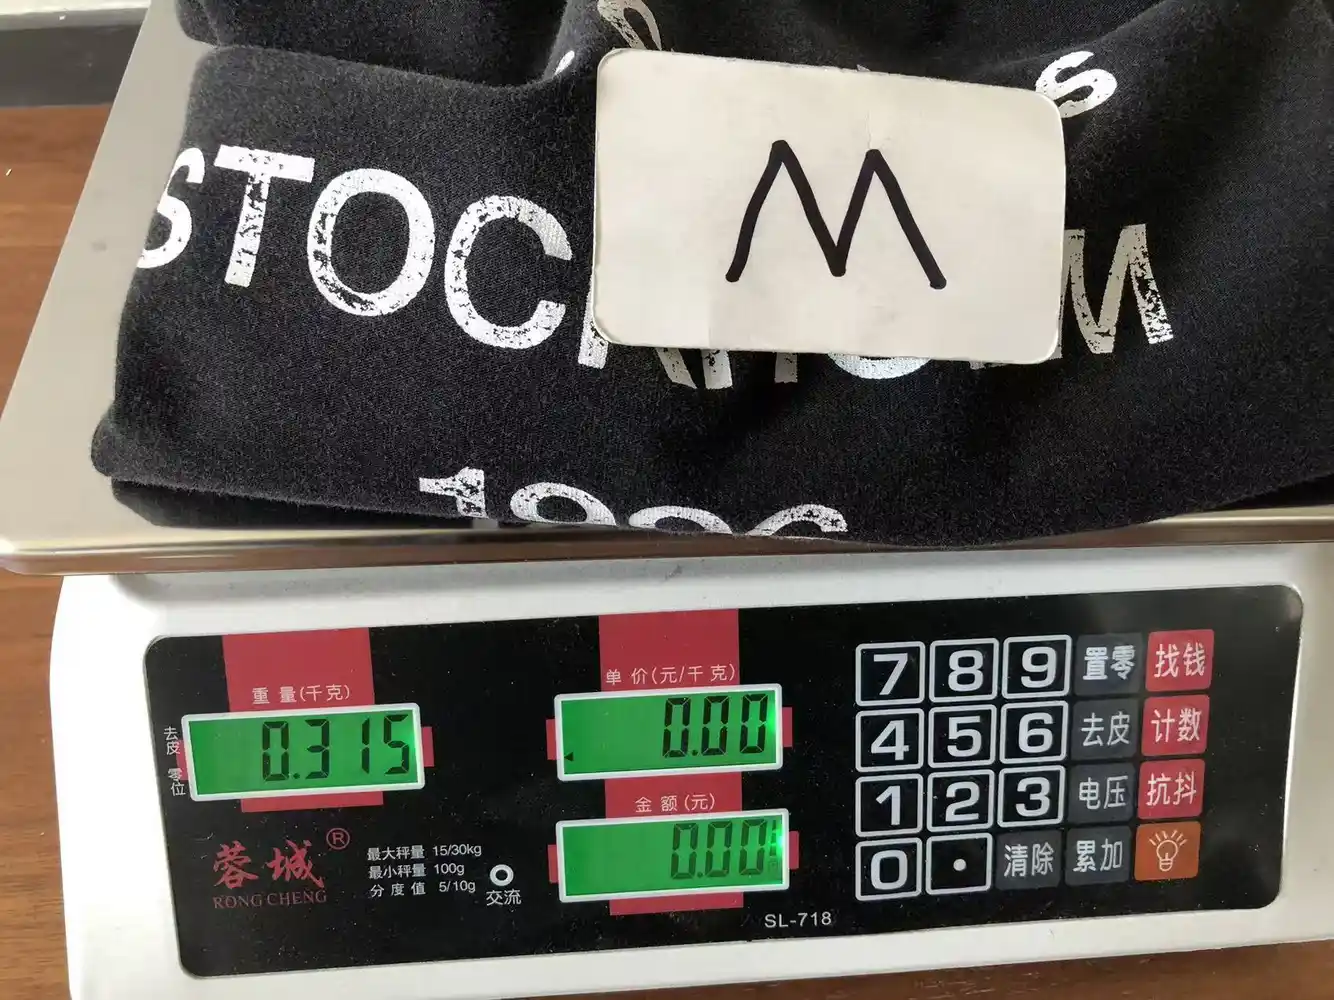 s
STOC
M
M
1926
重量(千克)
去皮 零位
0.315
单价(元/千克)
0.00
金额(元)
0.00
蓉城®
RONG CHENG
最大秤量 15/30kg
最小秤量 100g
分度值 5/10g
交流
SL-718
7 8 9 置零 找钱
4 5 6 去皮 计数
1 2 3 电压 抗抖
0 · 清除 累加